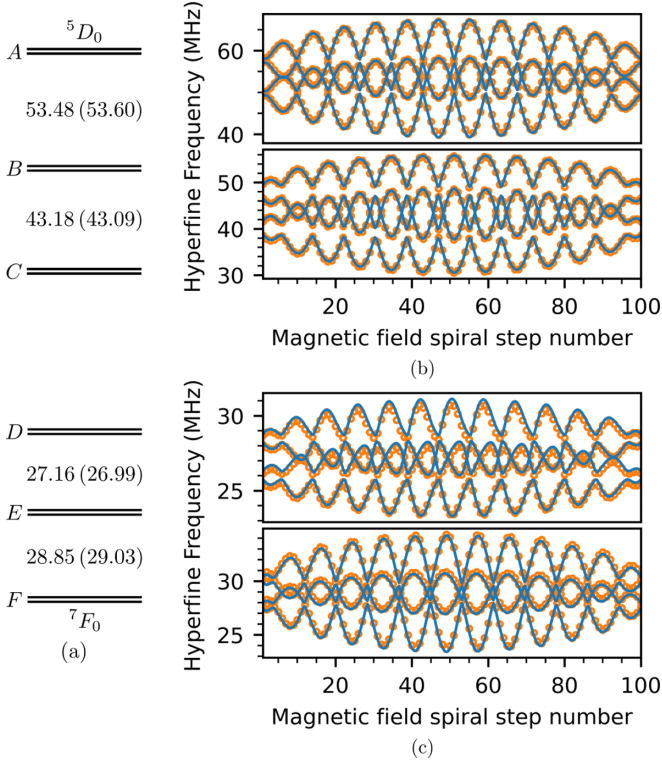 ⁵D₀
A
53.48 (53.60)
B
43.18 (43.09)
C
Hyperfine Frequency (MHz)
60
40
50
40
30
20 40 60 80 100
Magnetic field spiral step number
(b)
D
27.16 (26.99)
E
28.85 (29.03)
F
⁷F₀
(a)
Hyperfine Frequency (MHz)
30
25
30
25
20 40 60 80 100
Magnetic field spiral step number
(c)